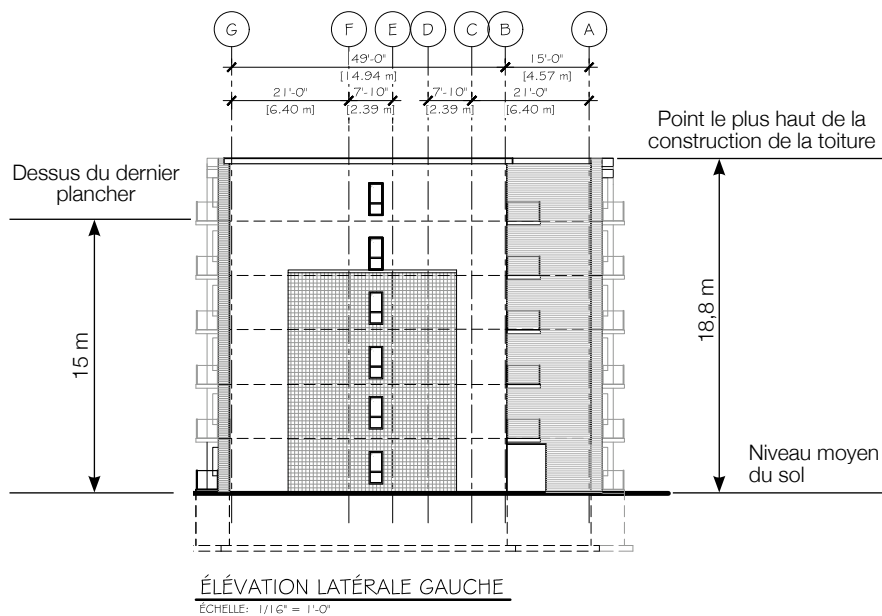 G F E D C B A
49'-0" 15'-0"
[14.94 m] [4.57 m]
21'-0" 7'-10" 7'-10" 21'-0"
[6.40 m] [2.39 m] [2.39 m] [6.40 m]
Point le plus haut de la
construction de la toiture
Dessus du dernier
plancher
15 m
18,8 m
Niveau moyen
du sol
ÉLÉVATION LATÉRALE GAUCHE
ÉCHELLE: 1/16" = 1'-0"